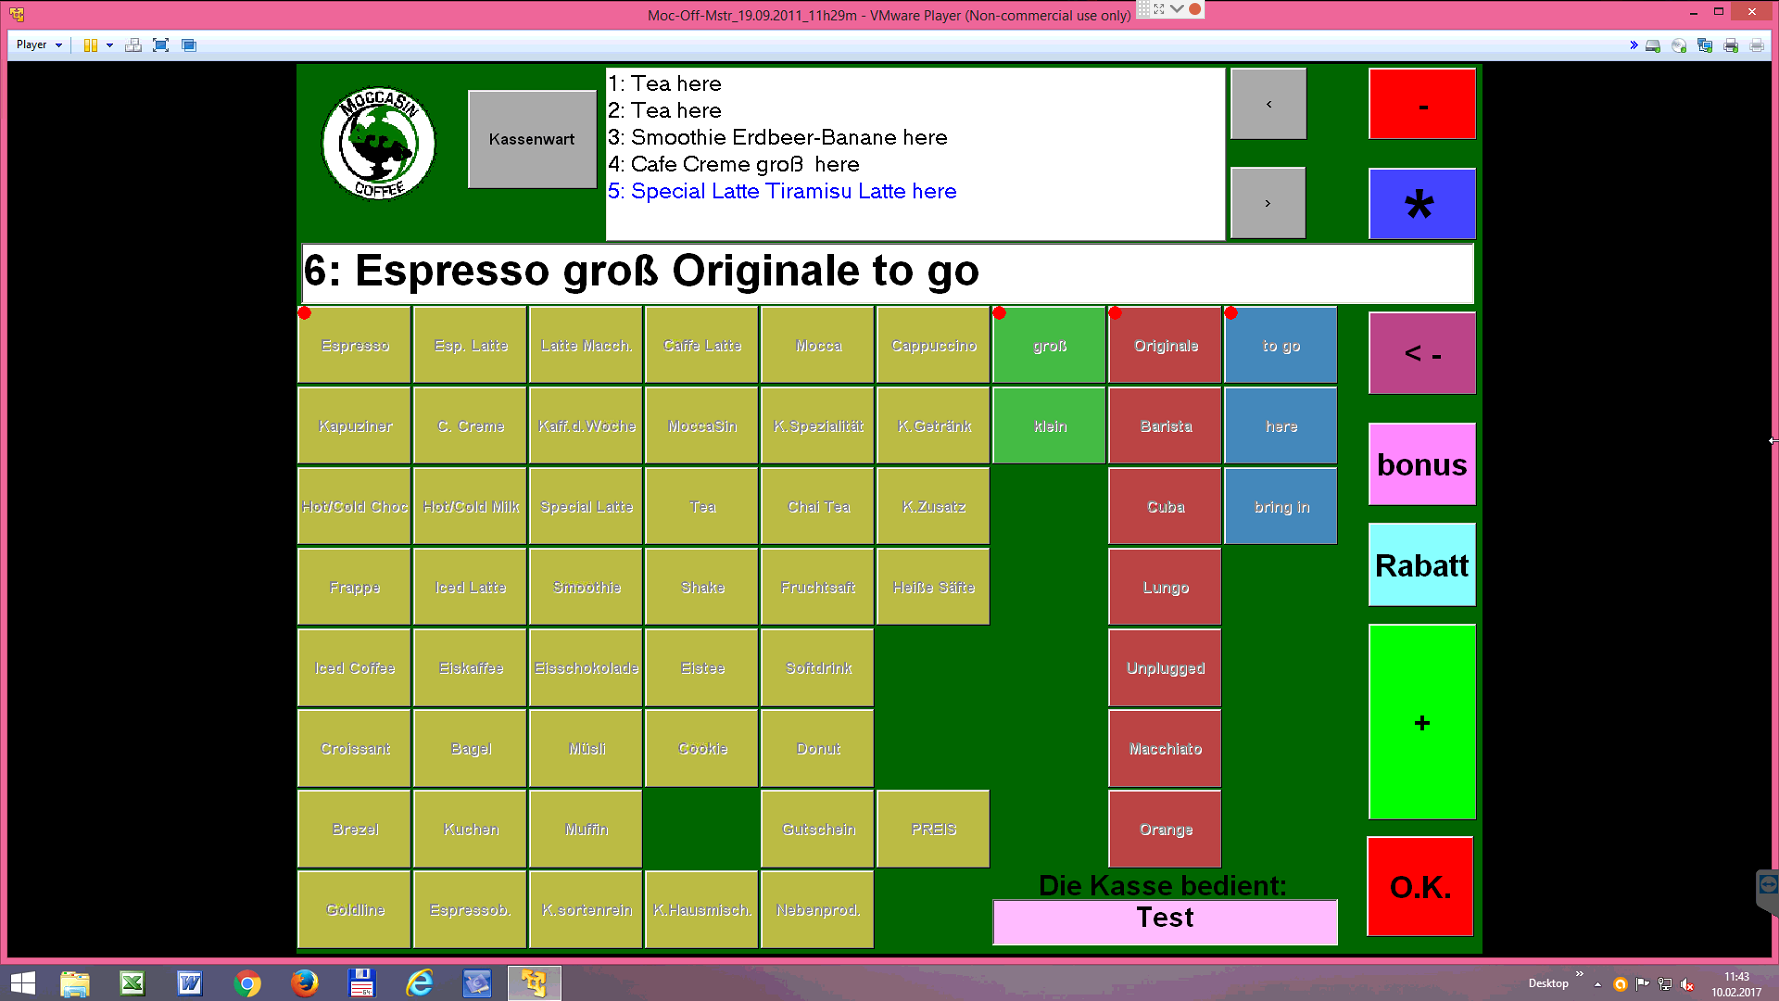 Moc-Off-Mstr_19.09.2011_11h29m - VMware Player (Non-commercial use only)
Player
MOCCASIN
COFFEE
Kassenwart
1: Tea here
2: Tea here
3: Smoothie Erdbeer-Banane here
4: Cafe Creme groß  here
5: Special Latte Tiramisu Latte here
<
>
-
*
6: Espresso groß Originale to go
Espresso Esp. Latte Latte Macch. Caffe Latte Mocca Cappuccino groß Originale to go
< -
Kapuziner C. Creme Kaff.d.Woche MoccaSin K.Spezialität K.Getränk klein Barista here
bonus
Hot/Cold Choc Hot/Cold Milk Special Latte Tea Chai Tea K.Zusatz Cuba bring in
Rabatt
Frappe Iced Latte Smoothie Shake Fruchtsaft Heiße Säfte Lungo
Iced Coffee Eiskaffee Eisschokolade Eistee Softdrink Unplugged
+
Croissant Bagel Müsli Cookie Donut Macchiato
Brezel Kuchen Muffin Gutschein PREIS Orange
Die Kasse bedient:
O.K.
Goldline Espressob. K.sortenrein K.Hausmisch. Nebenprod.
Test
Desktop
11:43
10.02.2017